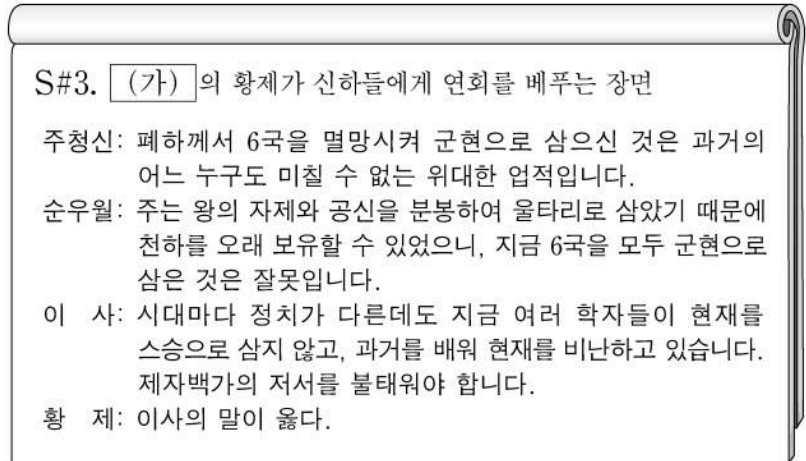 S#3. (가) 의 황제가 신하들에게 연회를 베푸는 장면
주청신: 폐하께서 6국을 멸망시켜 군현으로 삼으신 것은 과거의
어느 누구도 미칠 수 없는 위대한 업적입니다.
순우월: 주는 왕의 자제와 공신을 분봉하여 울타리로 삼았기 때문에
천하를 오래 보유할 수 있었으니, 지금 6국을 모두 군현으로
삼은 것은 잘못입니다.
이 사: 시대마다 정치가 다른데도 지금 여러 학자들이 현재를
스승으로 삼지 않고, 과거를 배워 현재를 비난하고 있습니다.
제자백가의 저서를 불태워야 합니다.
황 제: 이사의 말이 옳다.